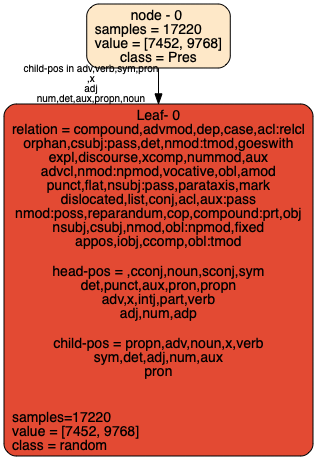 node - 0
samples = 17220
value = [7452, 9768]
class = Pres
child-pos in adv,verb,sym,pron
,x
adj
num,det,aux,propn,noun
Leaf- 0
relation = compound,advmod,dep,case,acl:relcl
orphan,csubj:pass,det,nmod:tmod,goeswith
expl,discourse,xcomp,nummod,aux
advcl,nmod:npmod,vocative,obl,amod
punct,flat,nsubj:pass,parataxis,mark
dislocated,list,conj,acl,aux:pass
nmod:poss,reparandum,cop,compound:prt,obj
nsubj,csubj,nmod,obl:npmod,fixed
appos,iobj,ccomp,obl:tmod
head-pos = ,cconj,noun,sconj,sym
det,punct,aux,pron,propn
adv,x,intj,part,verb
adj,num,adp
child-pos = propn,adv,noun,x,verb
sym,det,adj,num,aux
pron
samples=17220
value = [7452, 9768]
class = random